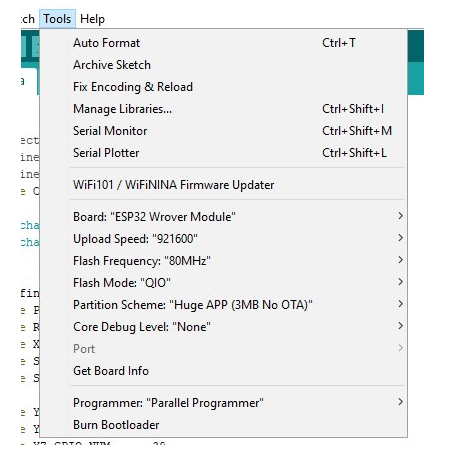 ch Tools Help
Auto Format Ctrl+T
Archive Sketch
Fix Encoding & Reload
Manage Libraries... Ctrl+Shift+I
Serial Monitor Ctrl+Shift+M
Serial Plotter Ctrl+Shift+L
WiFi101 / WiFiNINA Firmware Updater
Board: "ESP32 Wrover Module"
Upload Speed: "921600"
Flash Frequency: "80MHz"
Flash Mode: "QIO"
Partition Scheme: "Huge APP (3MB No OTA)"
Core Debug Level: "None"
Port
Get Board Info
Programmer: "Parallel Programmer"
Burn Bootloader